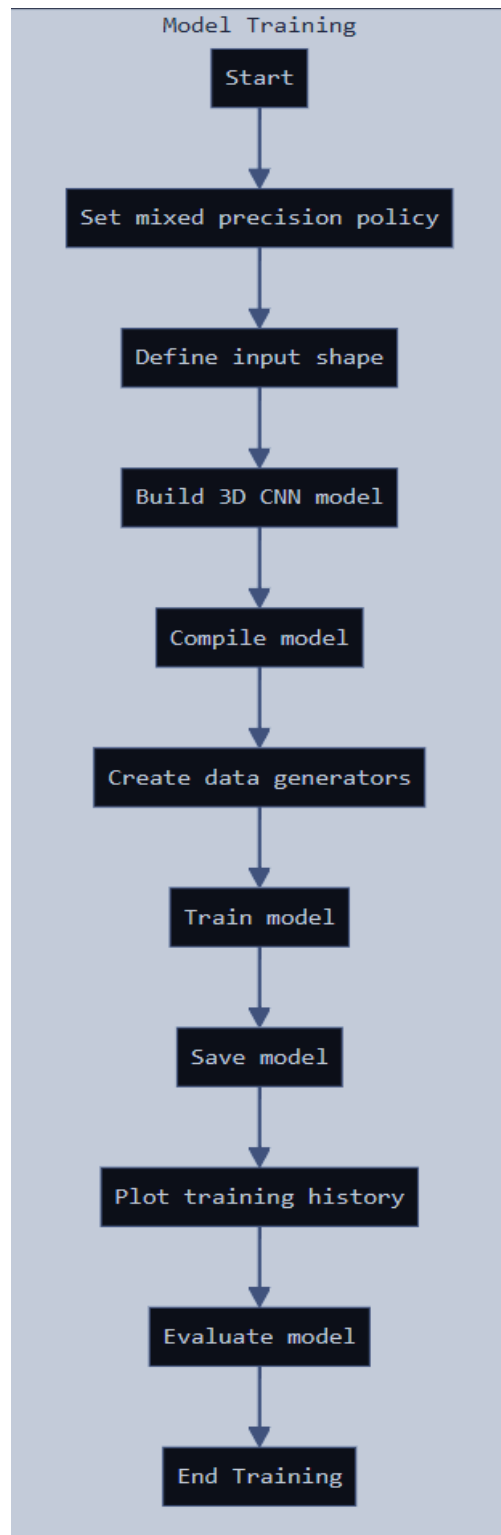 Model Training
Start
Set mixed precision policy
Define input shape
Build 3D CNN model
Compile model
Create data generators
Train model
Save model
Plot training history
Evaluate model
End Training